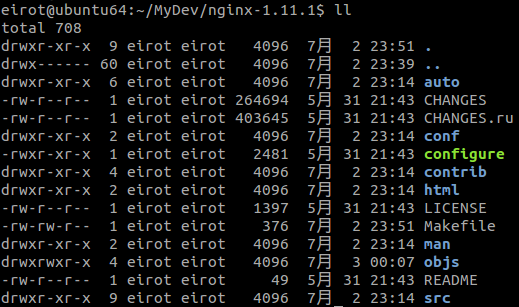 eirot@ubuntu64:~/MyDev/nginx-1.11.1$ ll
total 708
drwxr-xr-x  9 eirot eirot   4096  7月  2 23:51 .
drwx------ 60 eirot eirot   4096  7月  2 23:39 ..
drwxr-xr-x  6 eirot eirot   4096  7月  2 23:14 auto
-rw-r--r--  1 eirot eirot 264694  5月 31 21:43 CHANGES
-rw-r--r--  1 eirot eirot 403645  5月 31 21:43 CHANGES.ru
drwxr-xr-x  2 eirot eirot   4096  7月  2 23:14 conf
-rwxr-xr-x  1 eirot eirot   2481  5月 31 21:43 configure
drwxr-xr-x  4 eirot eirot   4096  7月  2 23:14 contrib
drwxr-xr-x  2 eirot eirot   4096  7月  2 23:14 html
-rw-r--r--  1 eirot eirot   1397  5月 31 21:43 LICENSE
-rw-rw-r--  1 eirot eirot    376  7月  2 23:51 Makefile
drwxr-xr-x  2 eirot eirot   4096  7月  2 23:14 man
drwxrwxr-x  4 eirot eirot   4096  7月  3 00:07 objs
-rw-r--r--  1 eirot eirot     49  5月 31 21:43 README
drwxr-xr-x  9 eirot eirot   4096  7月  2 23:14 src